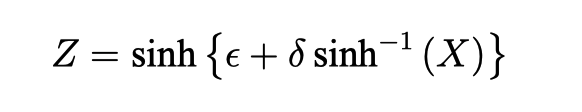 Z = sinh {ϵ + δ sinh⁻¹ (X)}